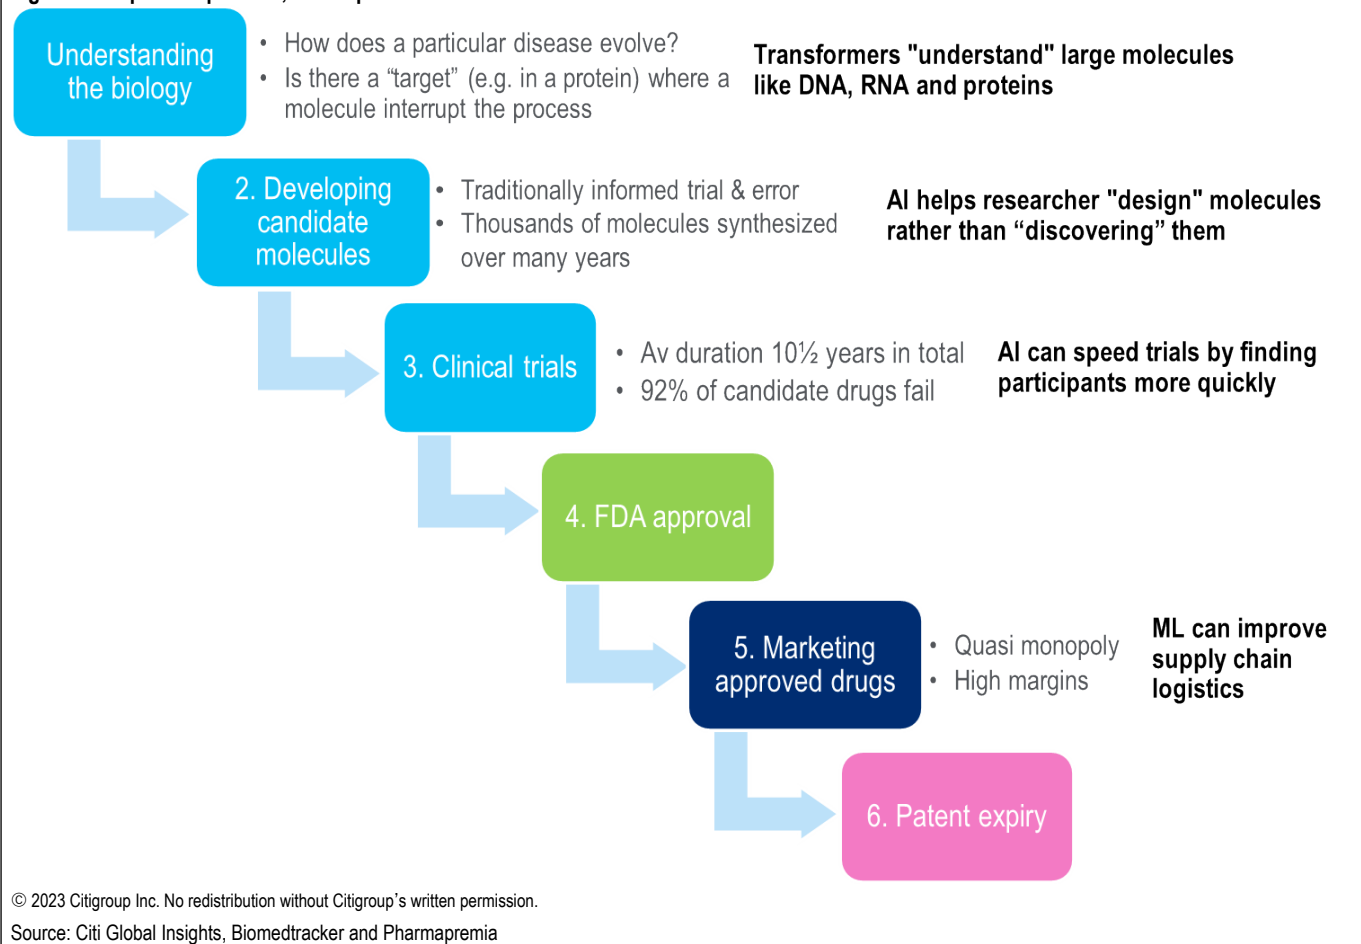 Understanding
the biology
• How does a particular disease evolve?
• Is there a “target” (e.g. in a protein) where a
molecule interrupt the process
Transformers "understand" large molecules
like DNA, RNA and proteins
2. Developing
candidate
molecules
• Traditionally informed trial & error
• Thousands of molecules synthesized
over many years
AI helps researcher "design" molecules
rather than “discovering” them
3. Clinical trials
• Av duration 10½ years in total
• 92% of candidate drugs fail
AI can speed trials by finding
participants more quickly
4. FDA approval
5. Marketing
approved drugs
• Quasi monopoly
• High margins
ML can improve
supply chain
logistics
6. Patent expiry
© 2023 Citigroup Inc. No redistribution without Citigroup’s written permission.
Source: Citi Global Insights, Biomedtracker and Pharmapremia